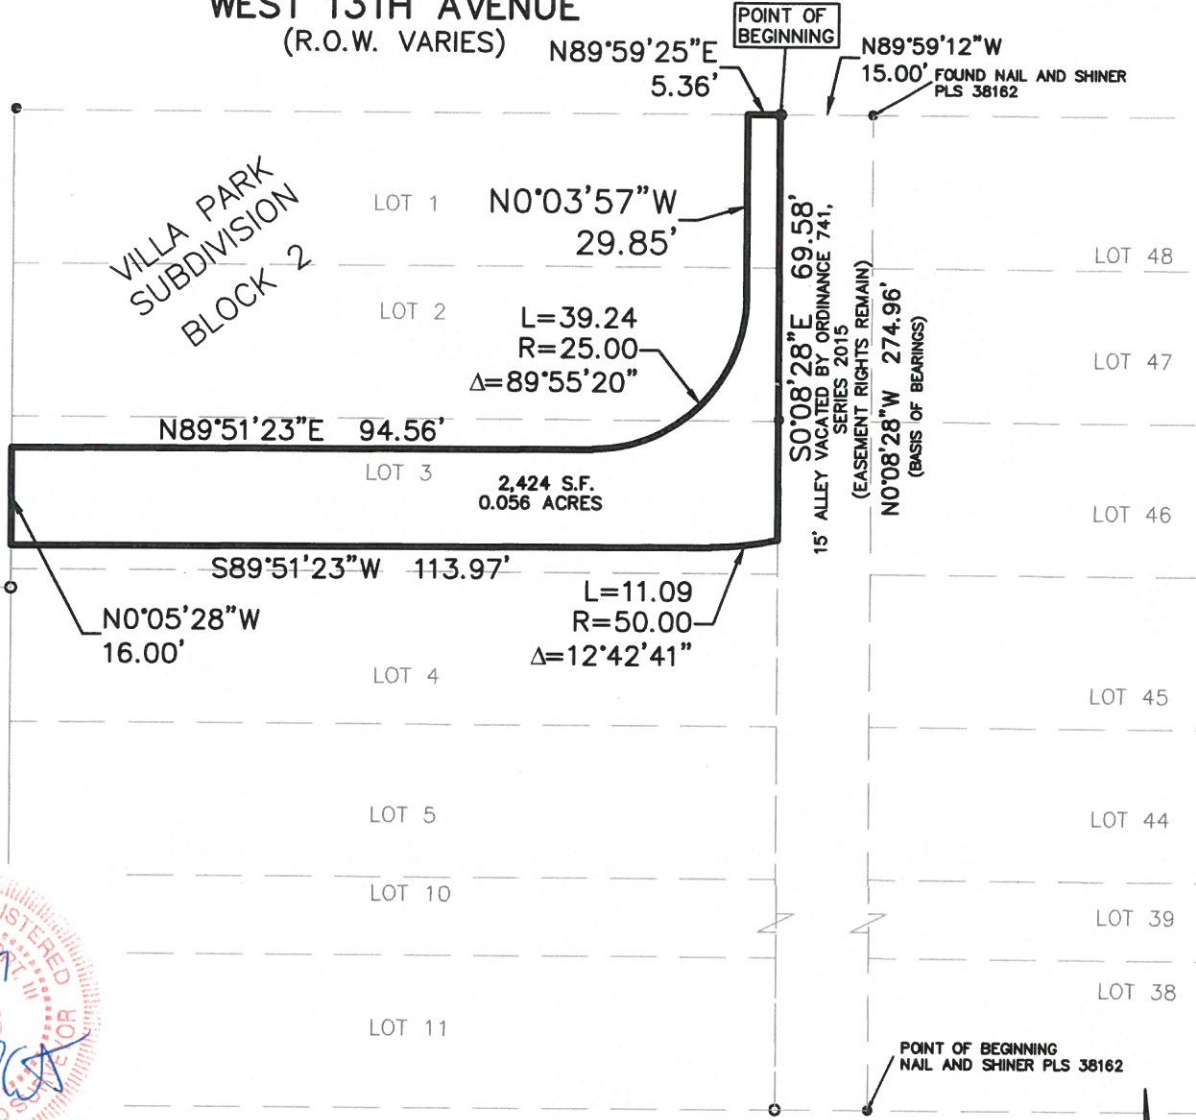 WEST 13TH AVENUE
(R.O.W. VARIES)
POINT OF
BEGINNING
N89°59'25"E
5.36'
N89°59'12"W
15.00'
FOUND NAIL AND SHINER
PLS 38162
VILLA PARK
SUBDIVISION
BLOCK 2
LOT 1
N0°03'57"W
29.85'
LOT 2
L=39.24
R=25.00
Δ=89°55'20"
S0°08'28"E 69.58'
15' ALLEY VACATED BY ORDINANCE 741,
SERIES 2015
(EASEMENT RIGHTS REMAIN)
N0°08'28"W 274.96'
(BASIS OF BEARINGS)
LOT 48
LOT 47
N89°51'23"E 94.56'
LOT 3
2,424 S.F.
0.056 ACRES
LOT 46
S89°51'23"W 113.97'
N0°05'28"W
16.00'
L=11.09
R=50.00
Δ=12°42'41"
LOT 4
LOT 45
LOT 5
LOT 44
LOT 10
LOT 39
LOT 11
LOT 38
POINT OF BEGINNING
NAIL AND SHINER PLS 38162